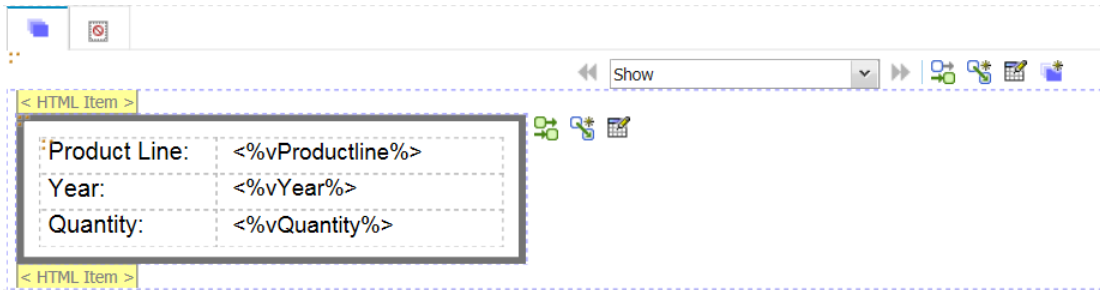 Show
< HTML Item >
Product Line: <%vProductline%>
Year: <%vYear%>
Quantity: <%vQuantity%>
< HTML Item >